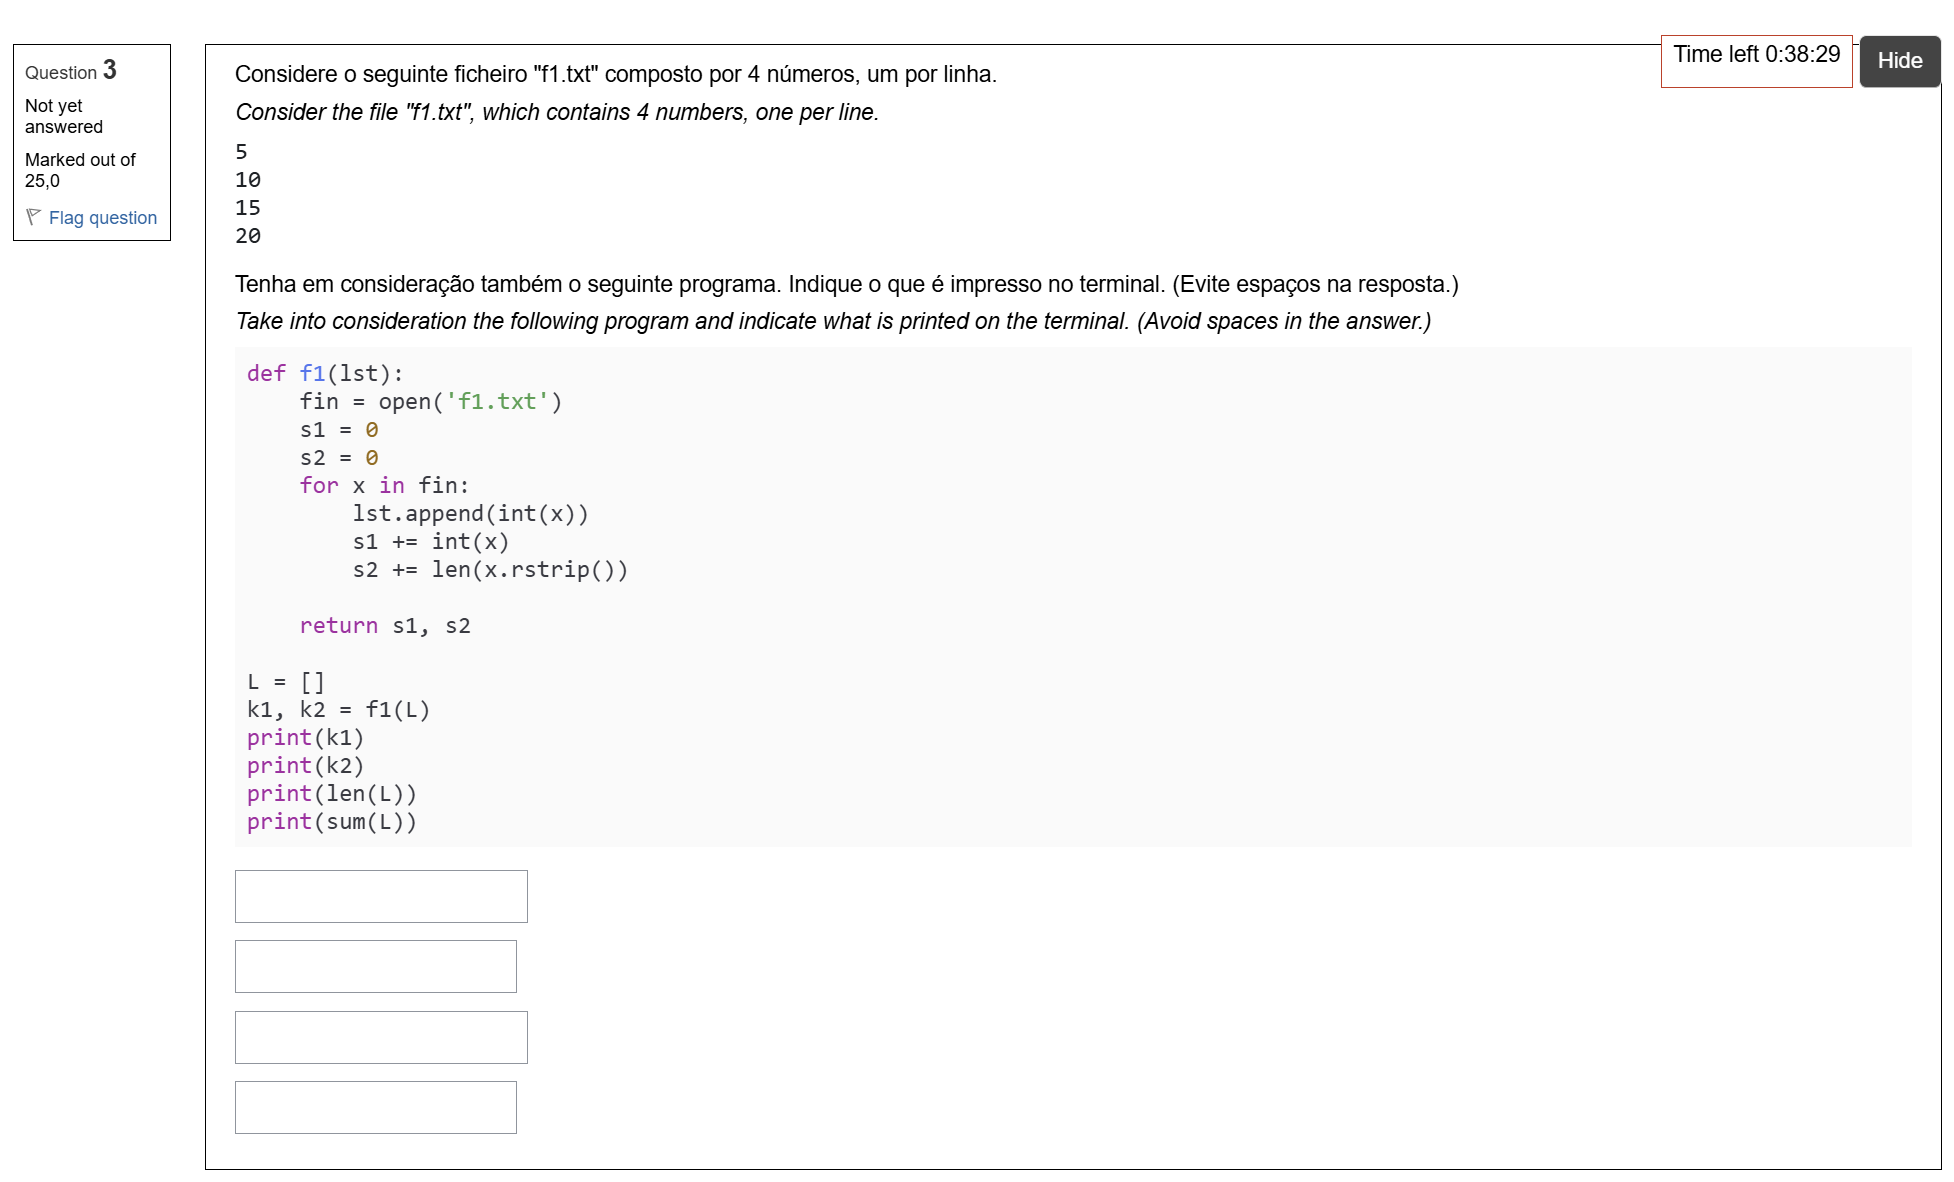 Question 3
Not yet
answered
Marked out of
25,0
Flag question
Time left 0:38:29
Hide
Considere o seguinte ficheiro "f1.txt" composto por 4 números, um por linha.
Consider the file "f1.txt", which contains 4 numbers, one per line.
5
10
15
20
Tenha em consideração também o seguinte programa. Indique o que é impresso no terminal. (Evite espaços na resposta.)
Take into consideration the following program and indicate what is printed on the terminal. (Avoid spaces in the answer.)
def f1(lst):
    fin = open('f1.txt')
    s1 = 0
    s2 = 0
    for x in fin:
        lst.append(int(x))
        s1 += int(x)
        s2 += len(x.rstrip())
    return s1, s2
L = []
k1, k2 = f1(L)
print(k1)
print(k2)
print(len(L))
print(sum(L))